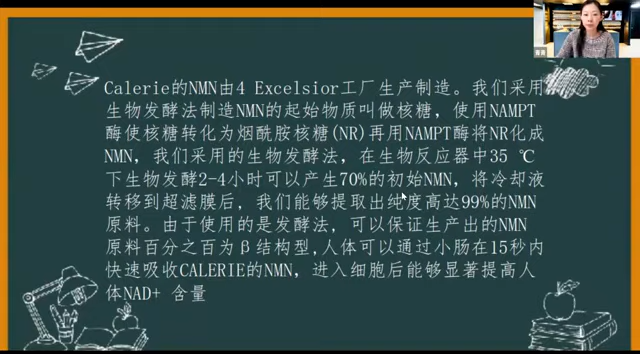 Calerie的NMN由4 Excelsior工厂生产制造。我们采用
生物发酵法制造NMN的起始物质叫做核糖，使用NAMPT
酶使核糖转化为烟酰胺核糖(NR)再用NAMPT酶将NR化成
NMN，我们采用的生物发酵法，在生物反应器中35 ℃
下生物发酵2-4小时可以产生70%的初始NMN，将冷却液
转移到超滤膜后，我们能够提取出纯度高达99%的NMN
原料。由于使用的是发酵法，可以保证生产出的NMN
原料百分之百为β结构型,人体可以通过小肠在15秒内
快速吸收CALERIE的NMN，进入细胞后能够显著提高人
体NAD+ 含量